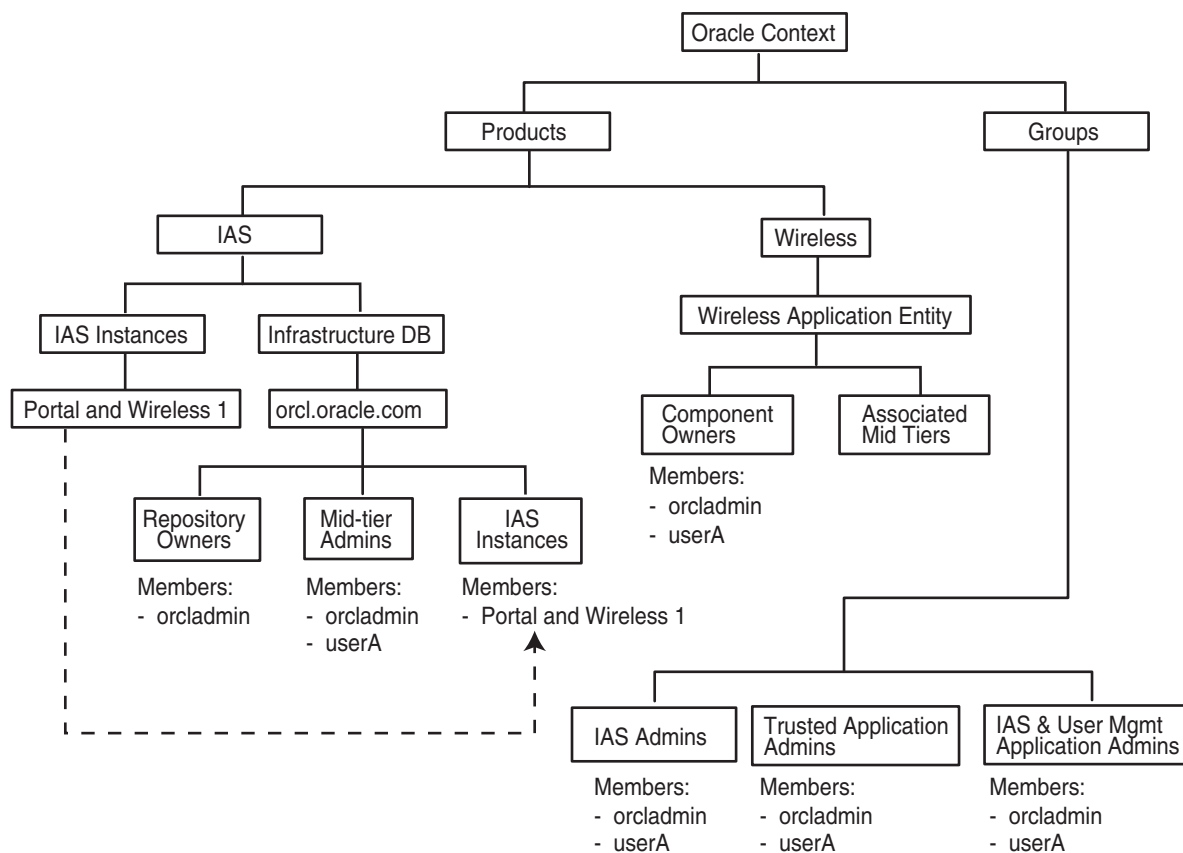 Oracle Context
Products
Groups
IAS
Wireless
IAS Instances
Infrastructure DB
Wireless Application Entity
Portal and Wireless 1
orcl.oracle.com
Component
Owners
Associated
Mid Tiers
Members:
- orcladmin
- userA
Repository
Owners
Mid-tier
Admins
IAS
Instances
Members:
- orcladmin
Members:
- orcladmin
- userA
Members:
- Portal and Wireless 1
IAS Admins
Trusted Application
Admins
IAS & User Mgmt
Application Admins
Members:
- orcladmin
- userA
Members:
- orcladmin
- userA
Members:
- orcladmin
- userA